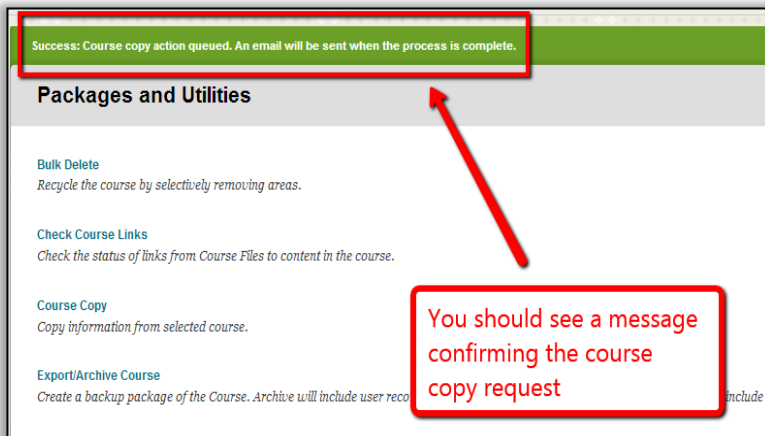 Success: Course copy action queued. An email will be sent when the process is complete.
Packages and Utilities
Bulk Delete
Recycle the course by selectively removing areas.
Check Course Links
Check the status of links from Course Files to content in the course.
Course Copy
Copy information from selected course.
You should see a message
confirming the course
copy request
Export/Archive Course
Create a backup package of the Course. Archive will include user include